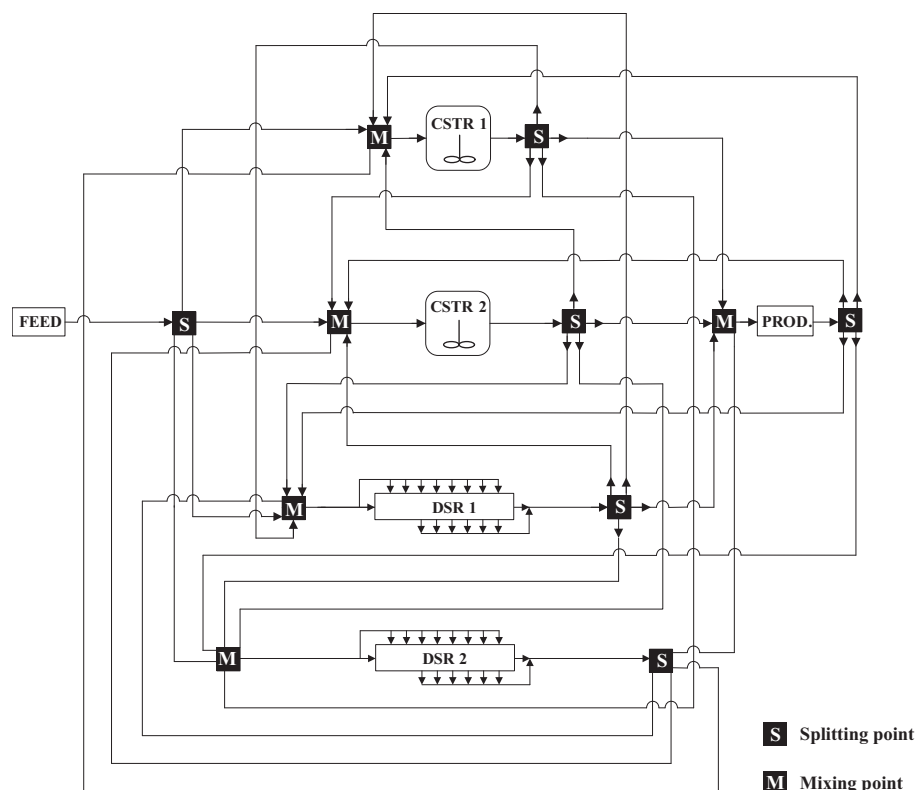 CSTR 1
M
S
CSTR 2
FEED
S
M
S
M
PROD.
S
M
DSR 1
S
M
DSR 2
S
S Splitting point
M Mixing point